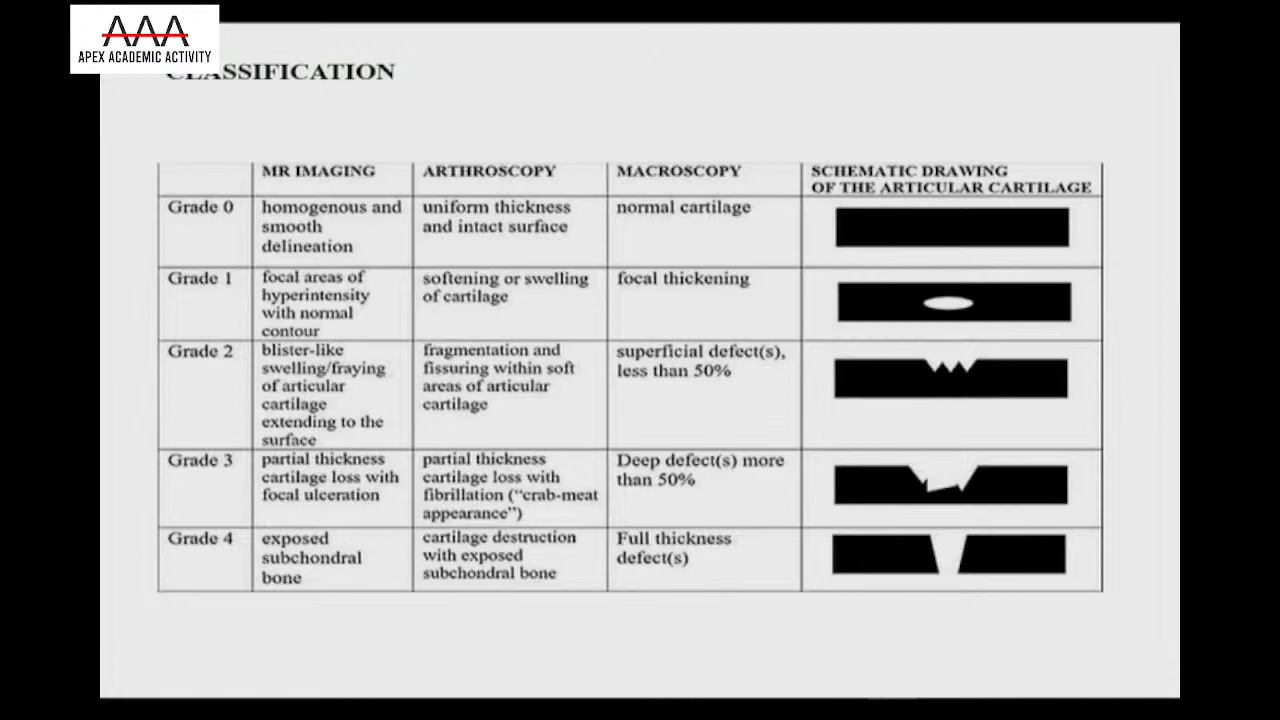 AAA
APEX ACADEMIC ACTIVITY
CLASSIFICATION
MR IMAGING
ARTHROSCOPY
MACROSCOPY
SCHEMATIC DRAWING
OF THE ARTICULAR CARTILAGE
Grade 0
homogenous and
smooth
delineation
uniform thickness
and intact surface
normal cartilage
Grade 1
focal areas of
hyperintensity
with normal
contour
softening or swelling
of cartilage
focal thickening
Grade 2
blister-like
swelling/fraying
of articular
cartilage
extending to the
surface
fragmentation and
fissuring within soft
areas of articular
cartilage
superficial defect(s),
less than 50%
Grade 3
partial thickness
cartilage loss with
focal ulceration
partial thickness
cartilage loss with
fibrillation ("crab-meat
appearance")
Deep defect(s) more
than 50%
Grade 4
exposed
subchondral
bone
cartilage destruction
with exposed
subchondral bone
Full thickness
defect(s)